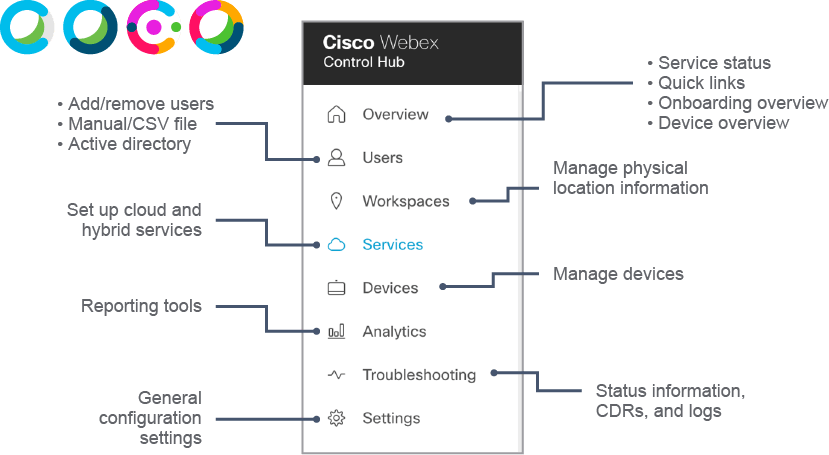 Cisco Webex
Control Hub
Overview
Users
Workspaces
Services
Devices
Analytics
Troubleshooting
Settings
• Add/remove users
• Manual/CSV file
• Active directory
Set up cloud and
hybrid services
Reporting tools
General
configuration
settings
• Service status
• Quick links
• Onboarding overview
• Device overview
Manage physical
location information
Manage devices
Status information,
CDRs, and logs